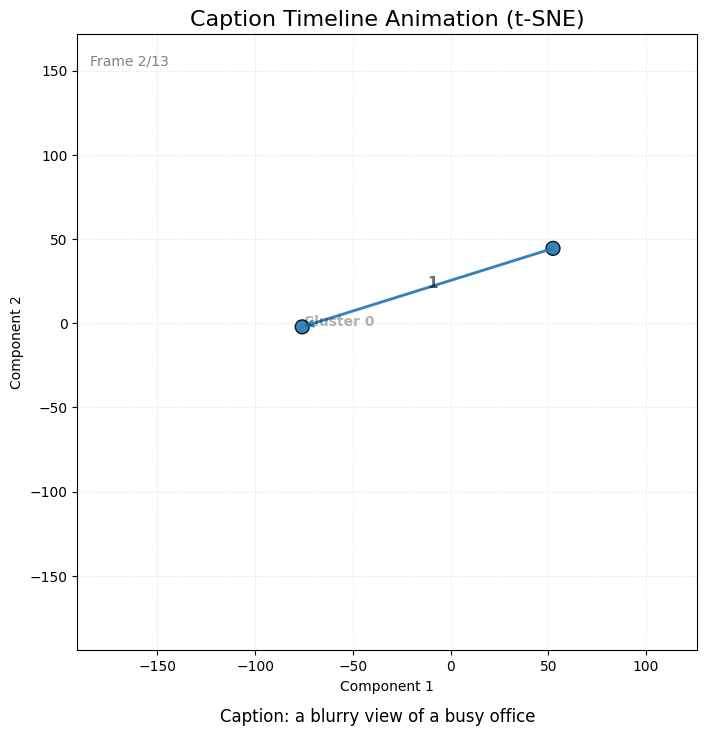 Caption Timeline Animation (t-SNE)
Frame 2/13
150
100
50
0
−50
−100
−150
Component 2
1
Cluster 0
−150
−100
−50
0
50
100
Component 1
Caption: a blurry view of a busy office